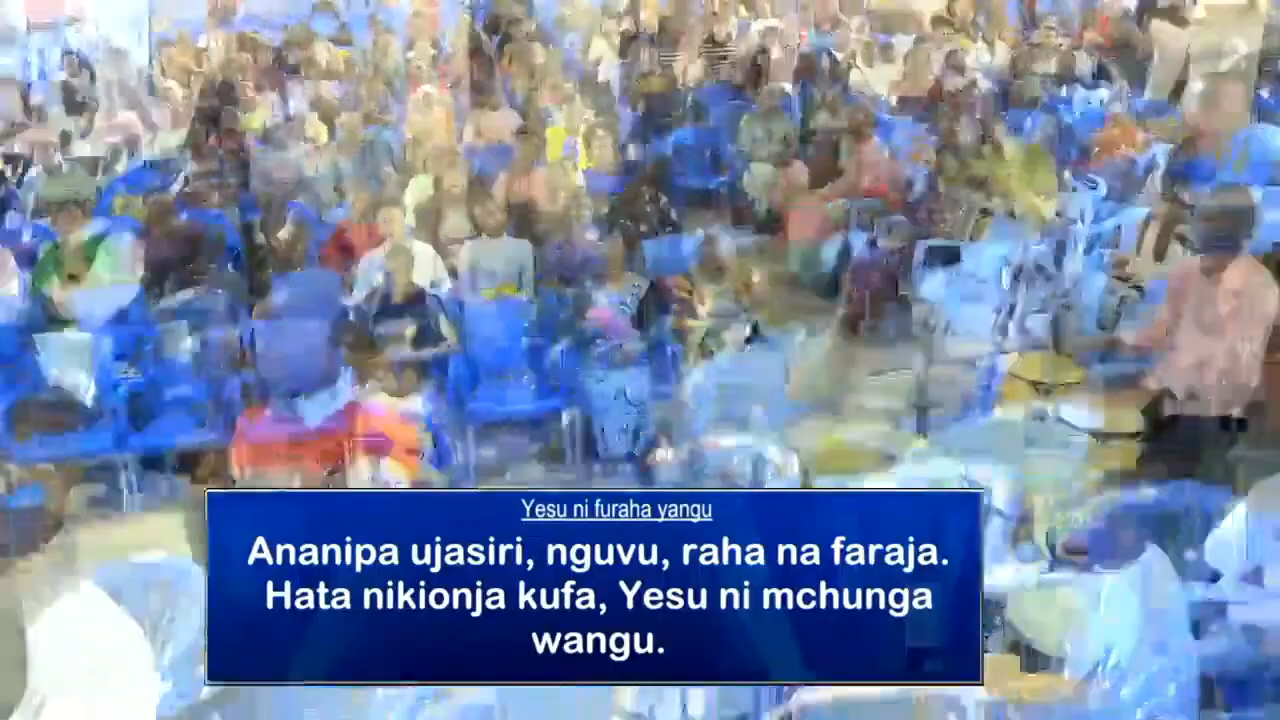 Yesu ni furaha yangu
Ananipa ujasiri, nguvu, raha na faraja.
Hata nikionja kufa, Yesu ni mchunga
wangu.